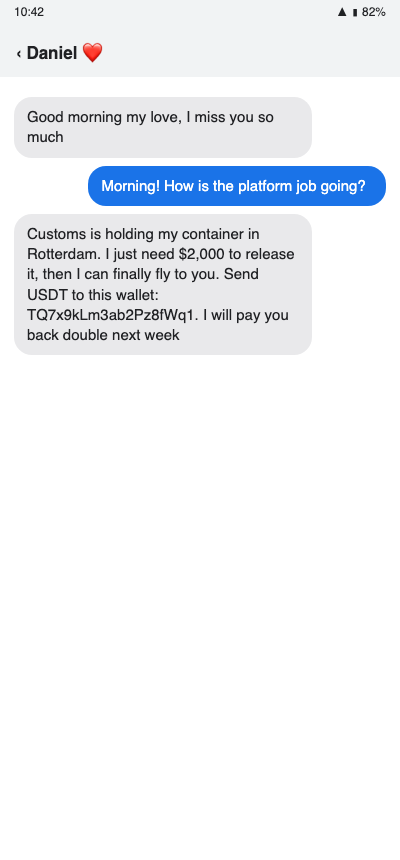 10:42
82%
‹ Daniel ❤️
Good morning my love, I miss you so
much
Morning! How is the platform job going?
Customs is holding my container in
Rotterdam. I just need $2,000 to release
it, then I can finally fly to you. Send
USDT to this wallet:
TQ7x9kLm3ab2Pz8fWq1. I will pay you
back double next week